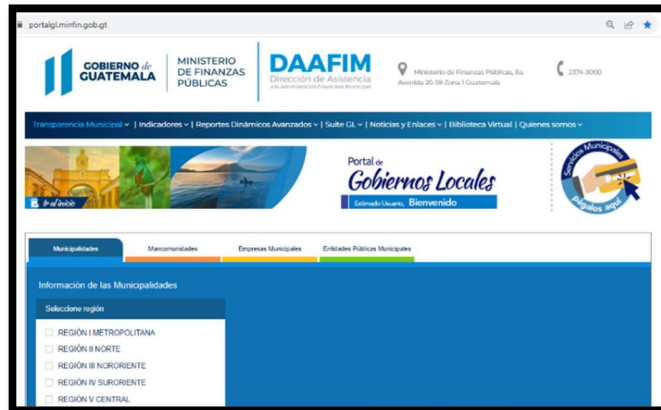 portalgl.minfin.gob.gt
GOBIERNO de
GUATEMALA
MINISTERIO
DE FINANZAS
PÚBLICAS
DAAFIM
Dirección de Asistencia
a la Administración Financiera Municipal
Ministerio de Finanzas Públicas, 8a.
Avenida 20-59 Zona 1 Guatemala
2374-3000
Transparencia Municipal | Indicadores | Reportes Dinámicos Avanzados | Suite GL | Noticias y Enlaces | Biblioteca Virtual | Quienes somos
Ir al inicio
Portal de
Gobiernos Locales
Estimado Usuario, Bienvenido
Servicios Municipales
págalos aquí
Municipalidades Mancomunidades Empresas Municipales Entidades Públicas Municipales
Información de las Municipalidades
Seleccione región
REGIÓN I METROPOLITANA
REGIÓN II NORTE
REGIÓN III NORORIENTE
REGIÓN IV SURORIENTE
REGIÓN V CENTRAL